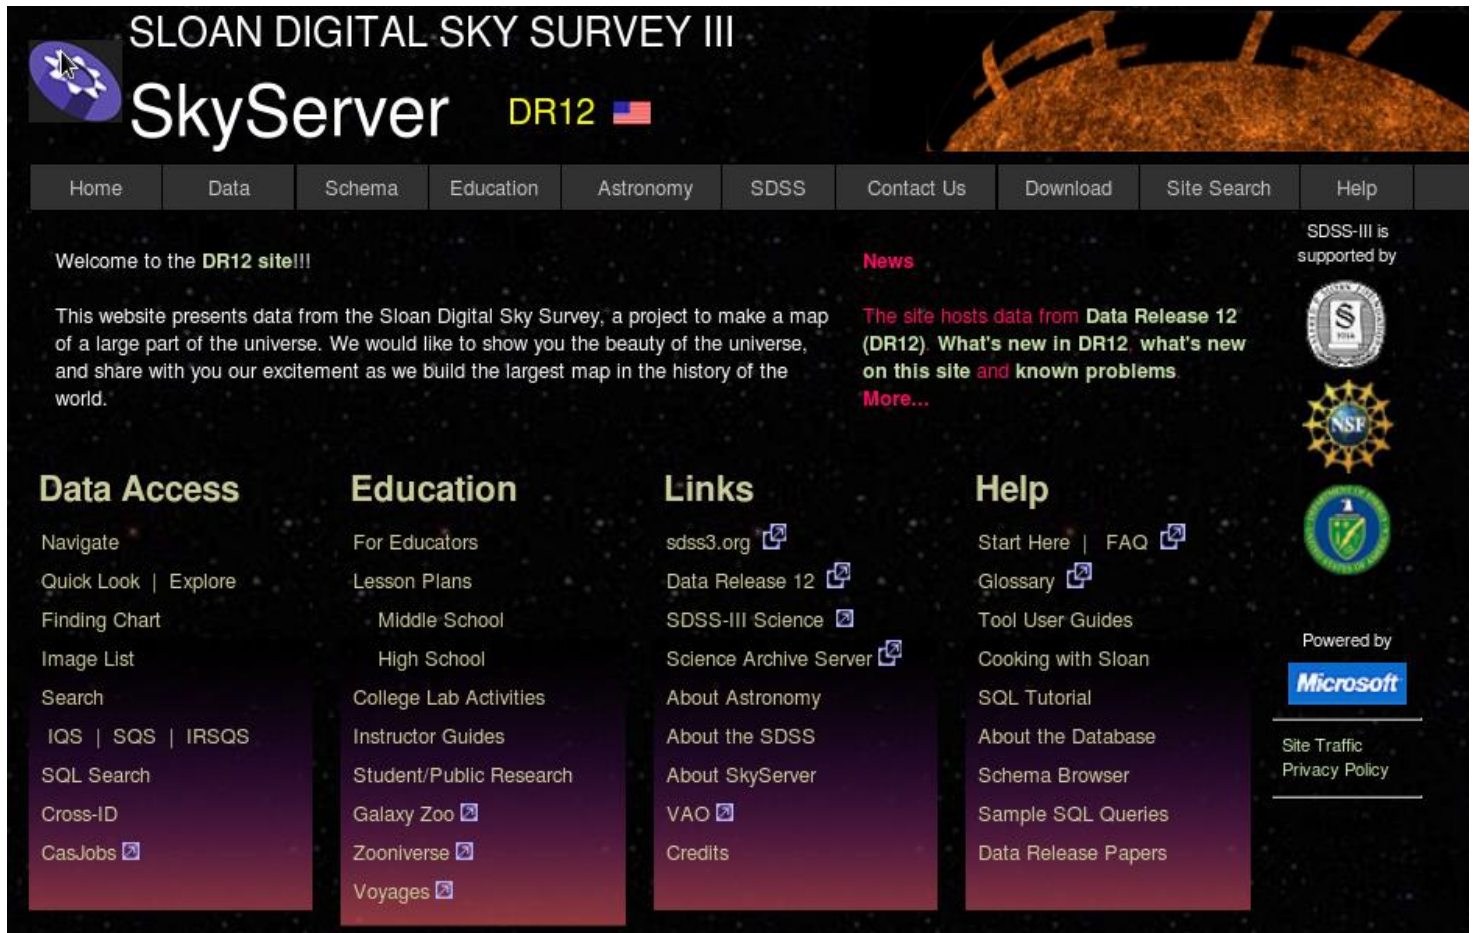 SLOAN DIGITAL SKY SURVEY III
SkyServer DR12
Home Data Schema Education Astronomy SDSS Contact Us Download Site Search Help
Welcome to the DR12 site!!!
This website presents data from the Sloan Digital Sky Survey, a project to make a map
of a large part of the universe. We would like to show you the beauty of the universe,
and share with you our excitement as we build the largest map in the history of the
world.
News
The site hosts data from Data Release 12
(DR12). What's new in DR12, what's new
on this site and known problems.
More...
SDSS-III is
supported by
NSF
Powered by
Microsoft
Site Traffic
Privacy Policy
Data Access
Navigate
Quick Look | Explore
Finding Chart
Image List
Search
IQS | SQS | IRSQS
SQL Search
Cross-ID
CasJobs
Education
For Educators
Lesson Plans
Middle School
High School
College Lab Activities
Instructor Guides
Student/Public Research
Galaxy Zoo
Zooniverse
Voyages
Links
sdss3.org
Data Release 12
SDSS-III Science
Science Archive Server
About Astronomy
About the SDSS
About SkyServer
VAO
Credits
Help
Start Here | FAQ
Glossary
Tool User Guides
Cooking with Sloan
SQL Tutorial
About the Database
Schema Browser
Sample SQL Queries
Data Release Papers